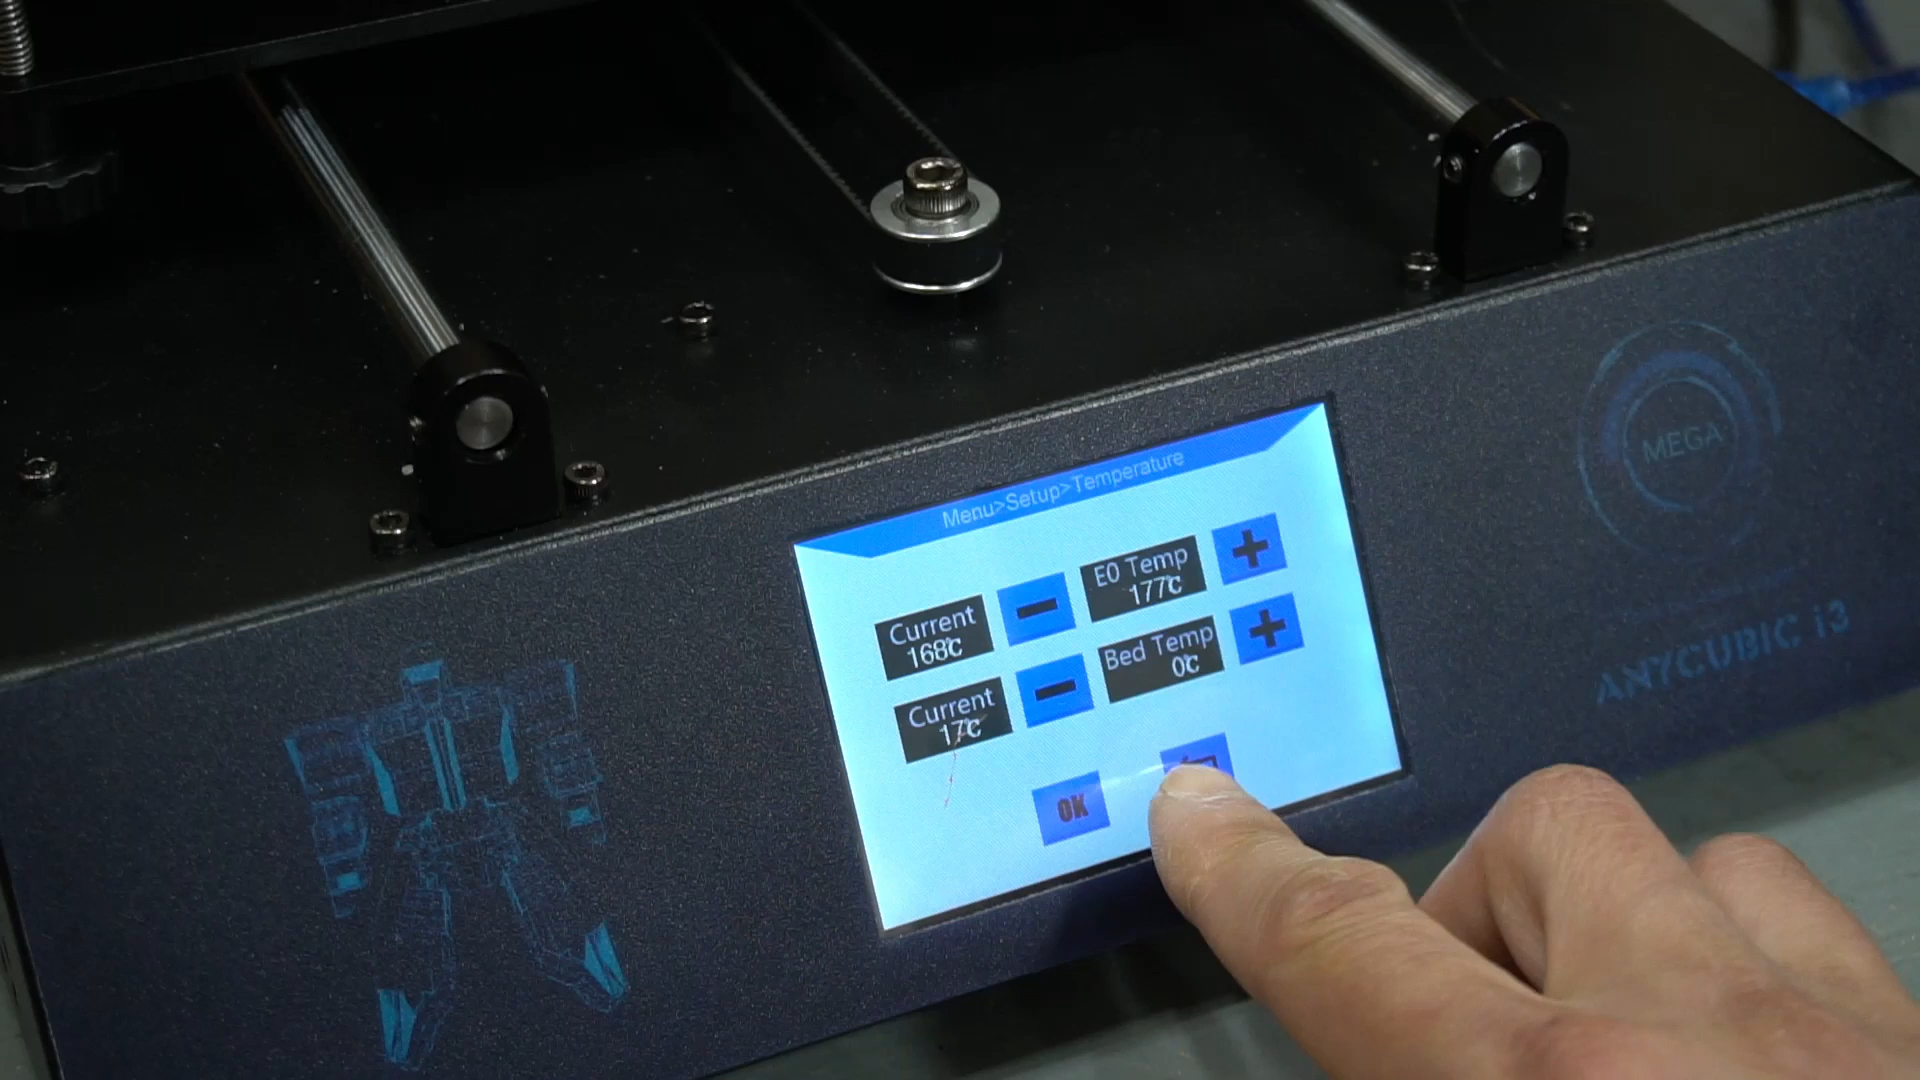 Menu>Setup>Temperature
Current
168℃
E0 Temp
177℃
Current
17℃
Bed Temp
0℃
OK
MEGA
ANYCUBIC i3